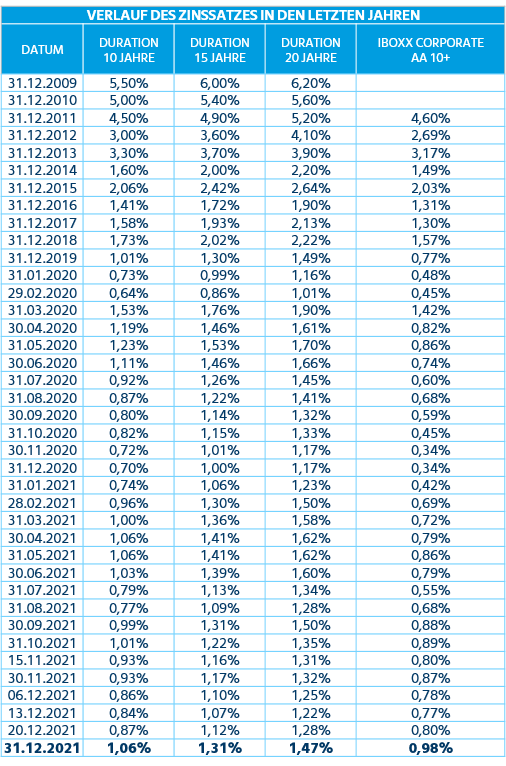 VERLAUF DES ZINSSATZES IN DEN LETZTEN JAHREN
DATUM DURATION 10 JAHRE DURATION 15 JAHRE DURATION 20 JAHRE IBOXX CORPORATE AA 10+
31.12.2009 5,50% 6,00% 6,20%
31.12.2010 5,00% 5,40% 5,60%
31.12.2011 4,50% 4,90% 5,20% 4,60%
31.12.2012 3,00% 3,60% 4,10% 2,69%
31.12.2013 3,30% 3,70% 3,90% 3,17%
31.12.2014 1,60% 2,00% 2,20% 1,49%
31.12.2015 2,06% 2,42% 2,64% 2,03%
31.12.2016 1,41% 1,72% 1,90% 1,31%
31.12.2017 1,58% 1,93% 2,13% 1,30%
31.12.2018 1,73% 2,02% 2,22% 1,57%
31.12.2019 1,01% 1,30% 1,49% 0,77%
31.01.2020 0,73% 0,99% 1,16% 0,48%
29.02.2020 0,64% 0,86% 1,01% 0,45%
31.03.2020 1,53% 1,76% 1,90% 1,42%
30.04.2020 1,19% 1,46% 1,61% 0,82%
31.05.2020 1,23% 1,53% 1,70% 0,86%
30.06.2020 1,11% 1,46% 1,66% 0,74%
31.07.2020 0,92% 1,26% 1,45% 0,60%
31.08.2020 0,87% 1,22% 1,41% 0,68%
30.09.2020 0,80% 1,14% 1,32% 0,59%
31.10.2020 0,82% 1,15% 1,33% 0,45%
30.11.2020 0,72% 1,01% 1,17% 0,34%
31.12.2020 0,70% 1,00% 1,17% 0,34%
31.01.2021 0,74% 1,06% 1,23% 0,42%
28.02.2021 0,96% 1,30% 1,50% 0,69%
31.03.2021 1,00% 1,36% 1,58% 0,72%
30.04.2021 1,06% 1,41% 1,62% 0,79%
31.05.2021 1,06% 1,41% 1,62% 0,86%
30.06.2021 1,03% 1,39% 1,60% 0,79%
31.07.2021 0,79% 1,13% 1,34% 0,55%
31.08.2021 0,77% 1,09% 1,28% 0,68%
30.09.2021 0,99% 1,31% 1,50% 0,88%
31.10.2021 1,01% 1,22% 1,35% 0,89%
15.11.2021 0,93% 1,16% 1,31% 0,80%
30.11.2021 0,93% 1,17% 1,32% 0,87%
06.12.2021 0,86% 1,10% 1,25% 0,78%
13.12.2021 0,84% 1,07% 1,22% 0,77%
20.12.2021 0,87% 1,12% 1,28% 0,80%
31.12.2021 1,06% 1,31% 1,47% 0,98%